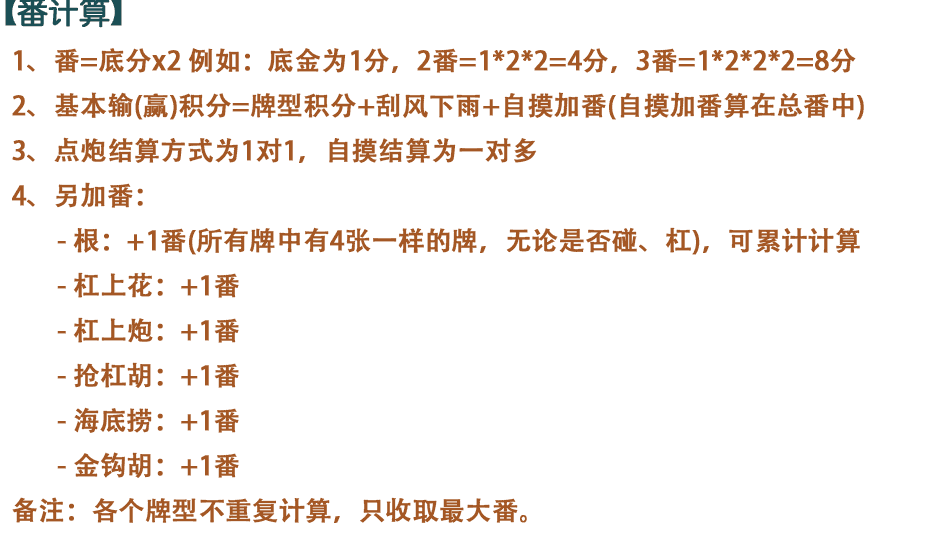 【番计算】
1、番=底分x2 例如：底金为1分，2番=1*2*2=4分，3番=1*2*2*2=8分
2、基本输(赢)积分=牌型积分+刮风下雨+自摸加番(自摸加番算在总番中)
3、点炮结算方式为1对1，自摸结算为一对多
4、另加番：
- 根：+1番(所有牌中有4张一样的牌，无论是否碰、杠)，可累计计算
- 杠上花：+1番
- 杠上炮：+1番
- 抢杠胡：+1番
- 海底捞：+1番
- 金钩胡：+1番
备注：各个牌型不重复计算，只收取最大番。